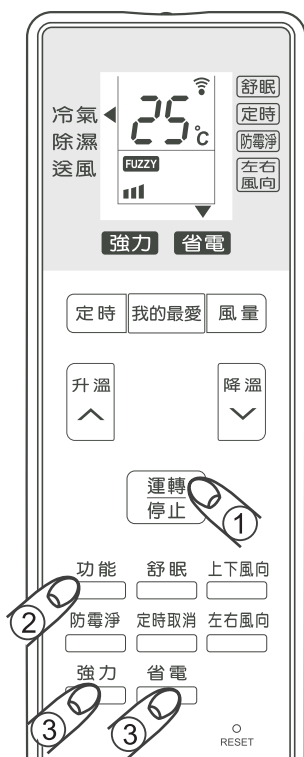 舒眠
冷氣 25℃ 定時
除濕 防霉淨
送風 FUZZY 左右
風向
強力 省電
定時 我的最愛 風量
升溫 降溫
運轉
停止
①
功能 舒眠 上下風向
②
防霉淨 定時取消 左右風向
強力 省電
③ ③
RESET